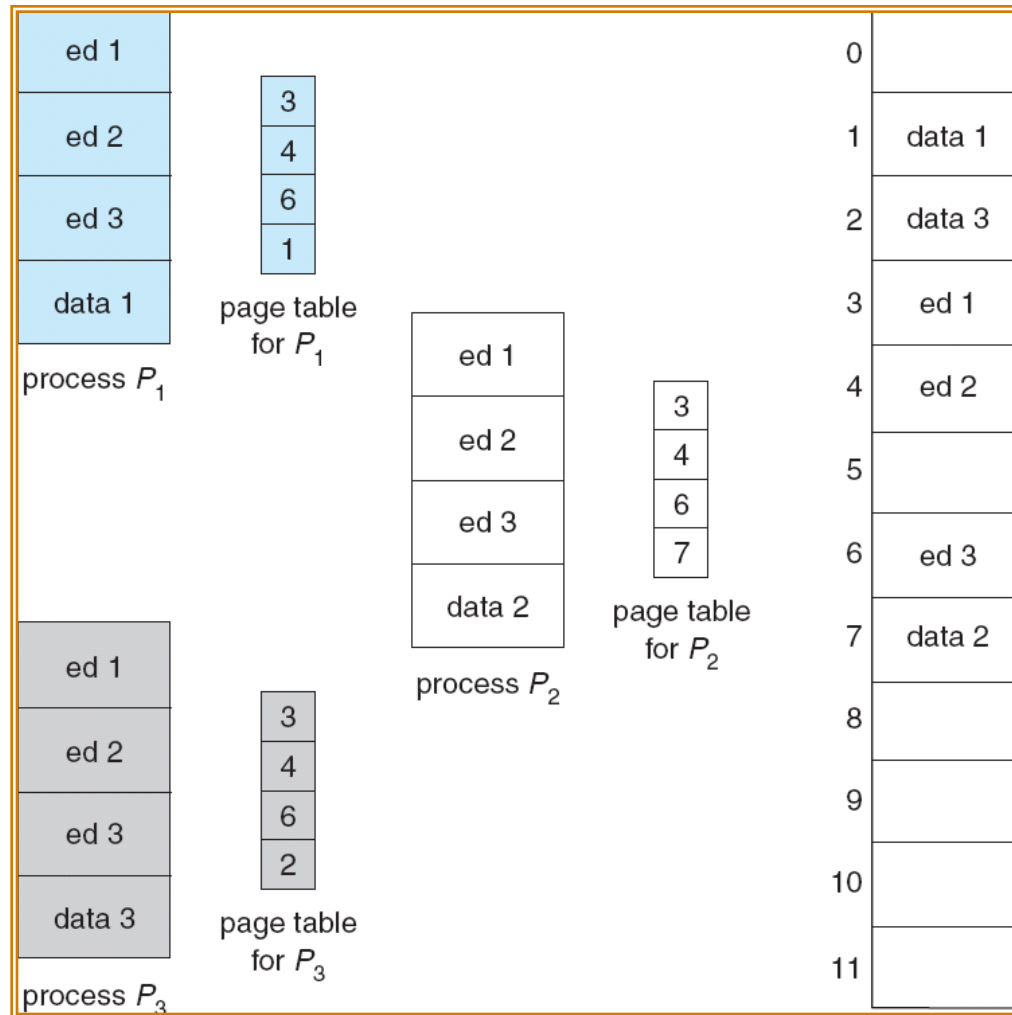 ed 1
ed 2
ed 3
data 1
process P1
3
4
6
1
page table
for P1
ed 1
ed 2
ed 3
data 2
process P2
3
4
6
7
page table
for P2
ed 1
ed 2
ed 3
data 3
process P3
3
4
6
2
page table
for P3
0
1 data 1
2 data 3
3 ed 1
4 ed 2
5
6 ed 3
7 data 2
8
9
10
11